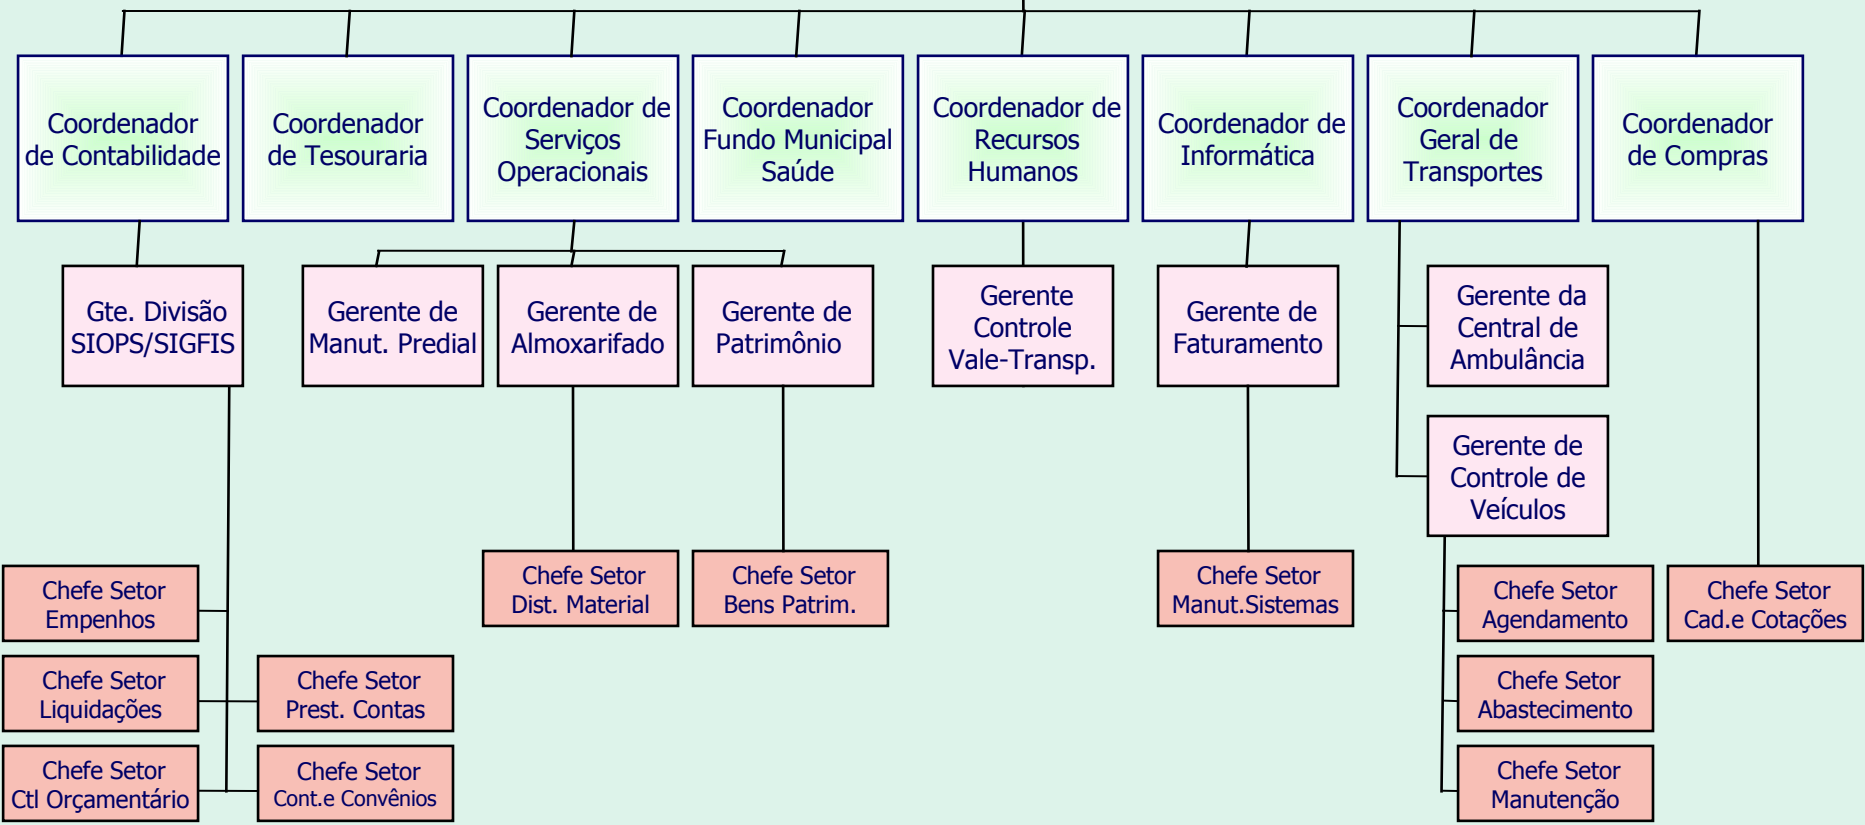 Coordenador
de Contabilidade
Coordenador
de Tesouraria
Coordenador de
Serviços
Operacionais
Coordenador
Fundo Municipal
Saúde
Coordenador de
Recursos
Humanos
Coordenador de
Informática
Coordenador
Geral de
Transportes
Coordenador
de Compras
Gte. Divisão
SIOPS/SIGFIS
Gerente de
Manut. Predial
Gerente de
Almoxarifado
Gerente de
Patrimônio
Gerente
Controle
Vale-Transp.
Gerente de
Faturamento
Gerente da
Central de
Ambulância
Gerente de
Controle de
Veículos
Chefe Setor
Empenhos
Chefe Setor
Dist. Material
Chefe Setor
Bens Patrim.
Chefe Setor
Manut.Sistemas
Chefe Setor
Agendamento
Chefe Setor
Cad.e Cotações
Chefe Setor
Liquidações
Chefe Setor
Prest. Contas
Chefe Setor
Abastecimento
Chefe Setor
Ctl Orçamentário
Chefe Setor
Cont.e Convênios
Chefe Setor
Manutenção